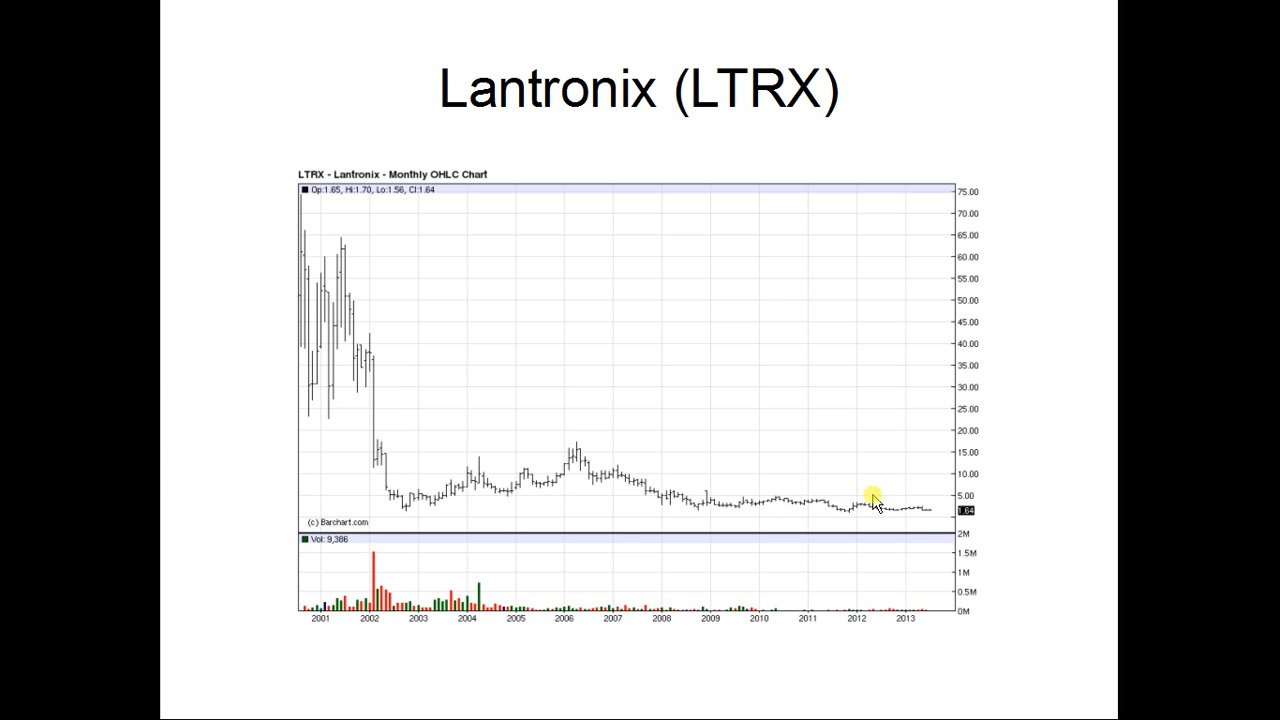 Lantronix (LTRX)
LTRX - Lantronix - Monthly OHLC Chart
Op:1.65, Hi:1.70, Lo:1.56, Cl:1.64
75.00
70.00
65.00
60.00
55.00
50.00
45.00
40.00
35.00
30.00
25.00
20.00
15.00
10.00
5.00
1.64
(c) Barchart.com
Vol: 9,386
2M
1.5M
1M
0.5M
0M
2001 2002 2003 2004 2005 2006 2007 2008 2009 2010 2011 2012 2013